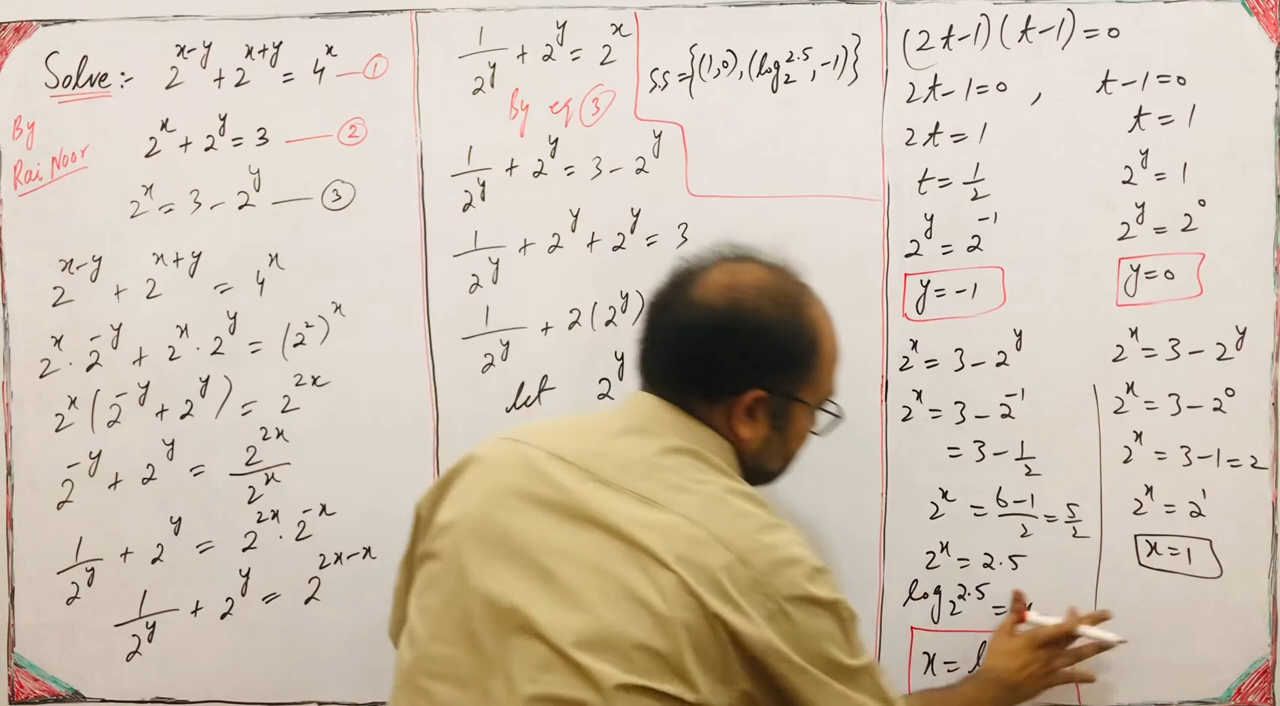 Solve:- 2^{x-y} + 2^{x+y} = 4^x —①
By
Rai Noor
2^x + 2^y = 3 — ②
2^x = 3 - 2^y — ③
2^{x-y} + 2^{x+y} = 4^x
2^x · 2^{-y} + 2^x · 2^y = (2^2)^x
2^x (2^{-y} + 2^y) = 2^{2x}
2^{-y} + 2^y = 2^{2x}/2^x
1/2^y + 2^y = 2^{2x} · 2^{-x}
1/2^y + 2^y = 2^{2x-x}
1/2^y + 2^y = 2^x
By eq ③
1/2^y + 2^y = 3 - 2^y
1/2^y + 2^y + 2^y = 3
1/2^y + 2(2^y)
let 2^y
S.S = {(1,0), (log_2^{2.5}, -1)}
(2t-1)(t-1)=0
2t-1=0 , t-1=0
2t = 1
t = 1/2
2^y = 2^{-1}
y = -1
2^x = 3 - 2^y
2^x = 3 - 2^{-1}
= 3 - 1/2
2^x = 6-1/2 = 5/2
2^x = 2.5
log_2^{2.5} =
x = l
t = 1
2^y = 1
2^y = 2^0
y = 0
2^x = 3 - 2^y
2^x = 3 - 2^0
2^x = 3-1 = 2
2^x = 2^1
x = 1